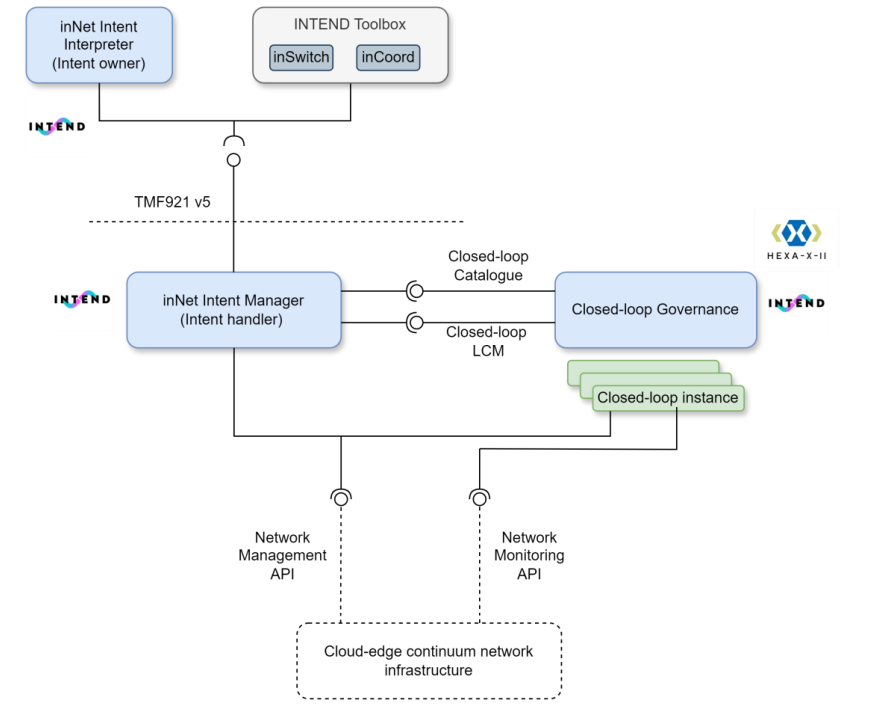 inNet Intent
Interpreter
(Intent owner)
INTEND Toolbox
inSwitch
inCoord
INTEND
TMF921 v5
HEXA-X-II
Closed-loop
Catalogue
INTEND
inNet Intent Manager
(Intent handler)
Closed-loop Governance
INTEND
Closed-loop
LCM
Closed-loop instance
Network
Management
API
Network
Monitoring
API
Cloud-edge continuum network
infrastructure